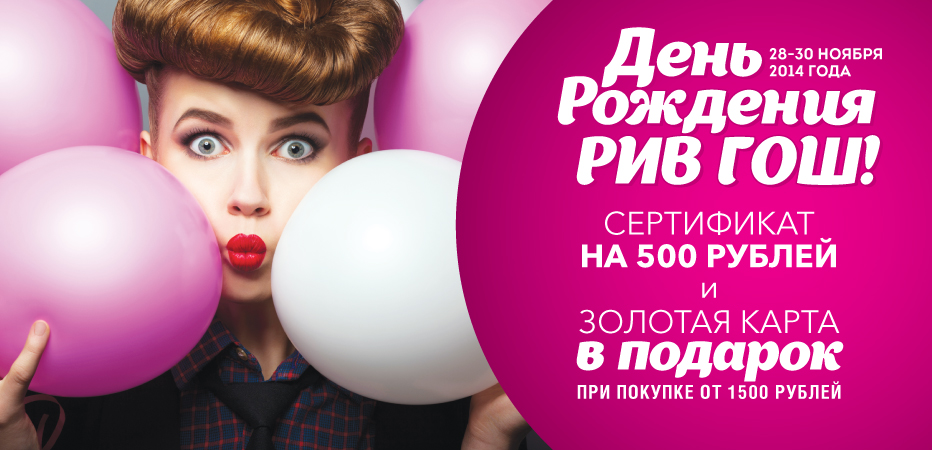 День
28-30 НОЯБРЯ
2014 ГОДА
Рождения
РИВ ГОШ!
СЕРТИФИКАТ
НА 500 РУБЛЕЙ
И
ЗОЛОТАЯ КАРТА
в подарок
ПРИ ПОКУПКЕ ОТ 1500 РУБЛЕЙ